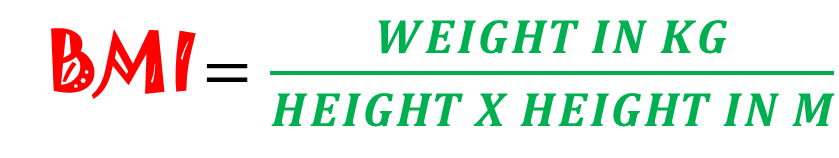 BMI =
WEIGHT IN KG
HEIGHT X HEIGHT IN M